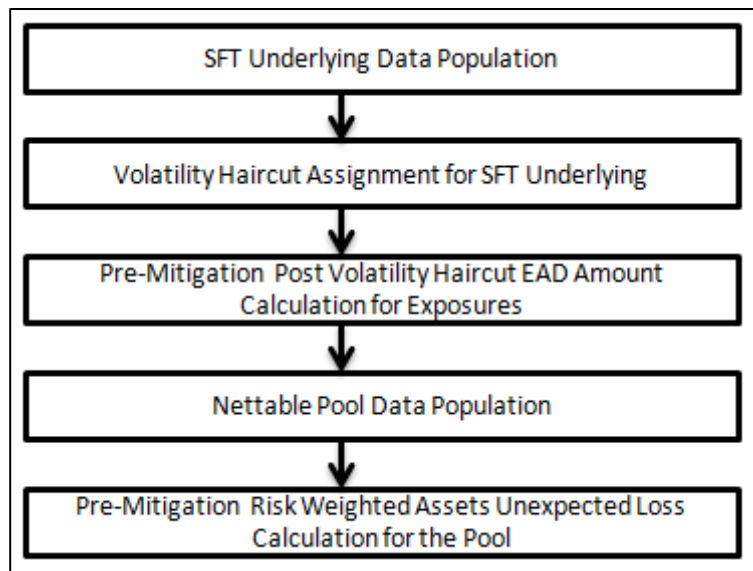 SFT Underlying Data Population
Volatility Haircut Assignment for SFT Underlying
Pre-Mitigation Post Volatility Haircut EAD Amount
Calculation for Exposures
Nettable Pool Data Population
Pre-Mitigation Risk Weighted Assets Unexpected Loss
Calculation for the Pool